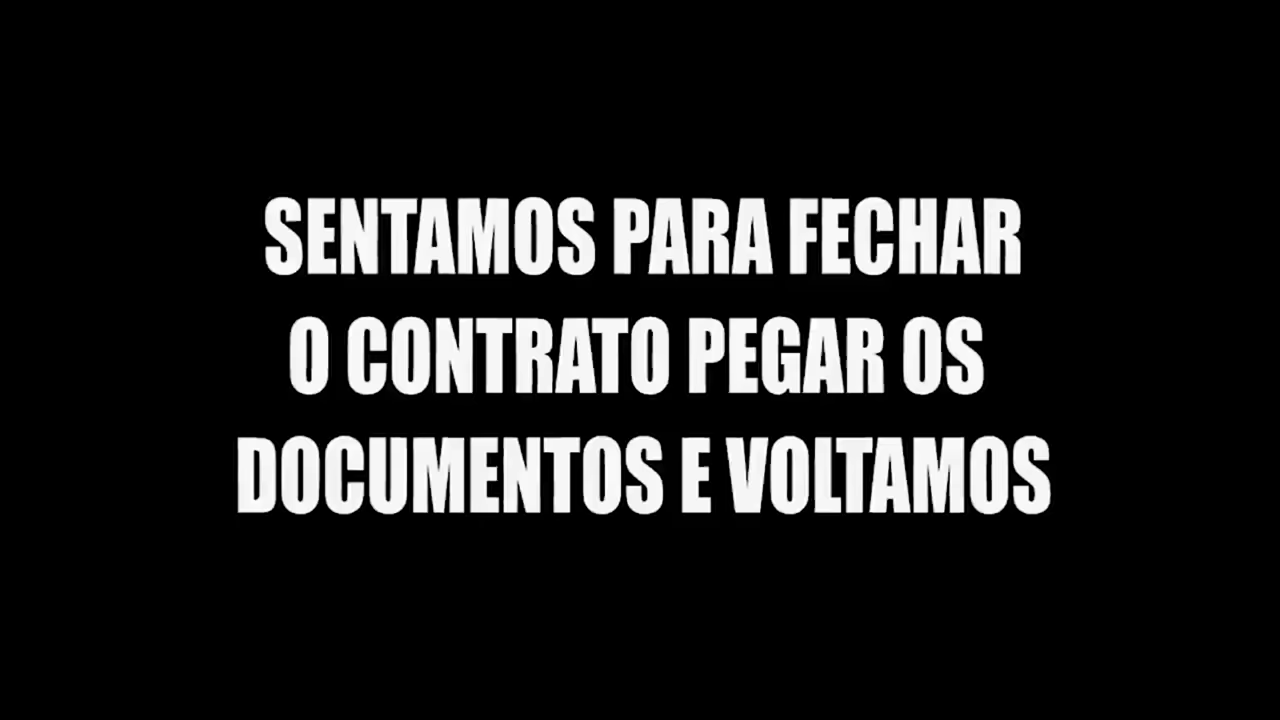 SENTAMOS PARA FECHAR
O CONTRATO PEGAR OS
DOCUMENTOS E VOLTAMOS